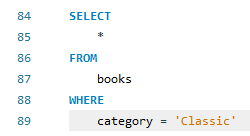 84 SELECT
85 *
86 FROM
87 books
88 WHERE
89 category = 'Classic'